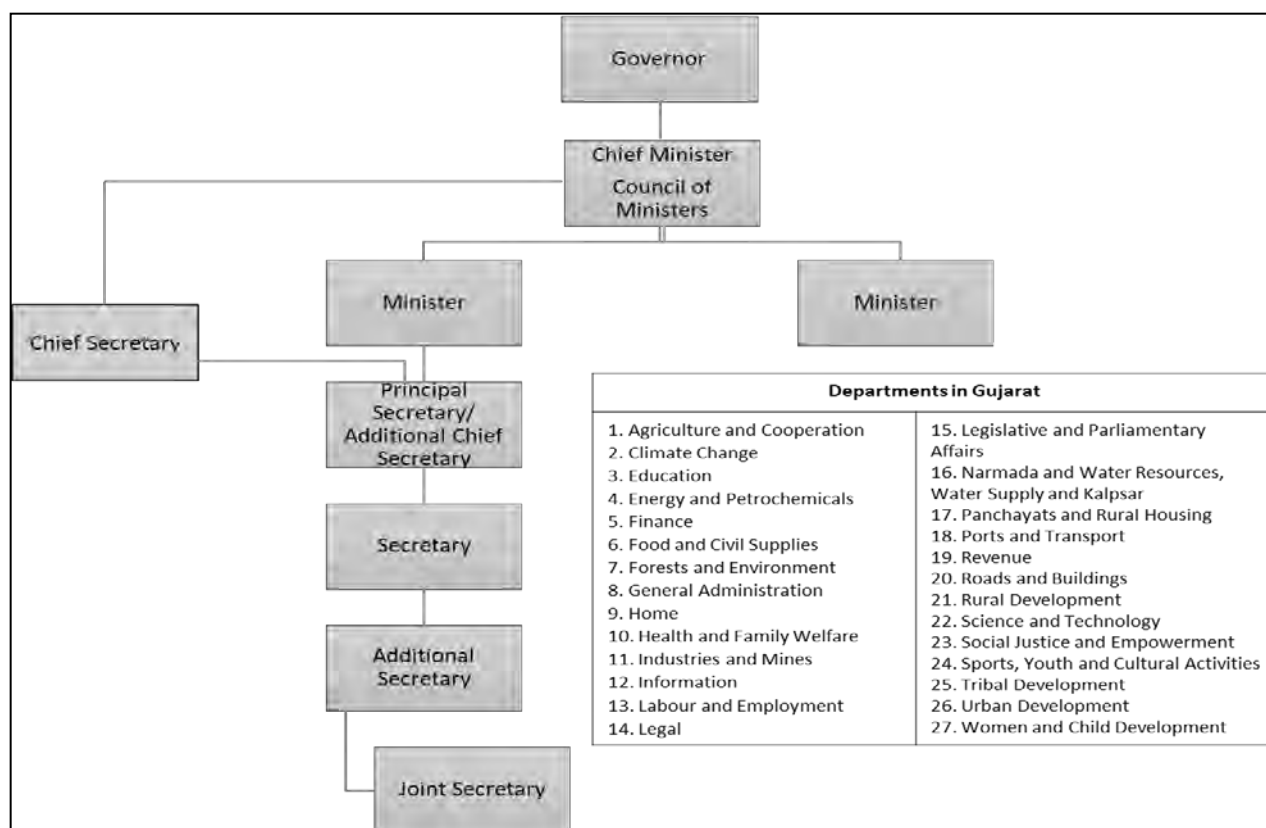 Governor
Chief Minister
Council of
Ministers
Minister
Minister
Chief Secretary
Principal
Secretary/
Additional Chief
Secretary
Secretary
Additional
Secretary
Joint Secretary
Departments in Gujarat
1. Agriculture and Cooperation
2. Climate Change
3. Education
4. Energy and Petrochemicals
5. Finance
6. Food and Civil Supplies
7. Forests and Environment
8. General Administration
9. Home
10. Health and Family Welfare
11. Industries and Mines
12. Information
13. Labour and Employment
14. Legal
15. Legislative and Parliamentary
Affairs
16. Narmada and Water Resources,
Water Supply and Kalpsar
17. Panchayats and Rural Housing
18. Ports and Transport
19. Revenue
20. Roads and Buildings
21. Rural Development
22. Science and Technology
23. Social Justice and Empowerment
24. Sports, Youth and Cultural Activities
25. Tribal Development
26. Urban Development
27. Women and Child Development